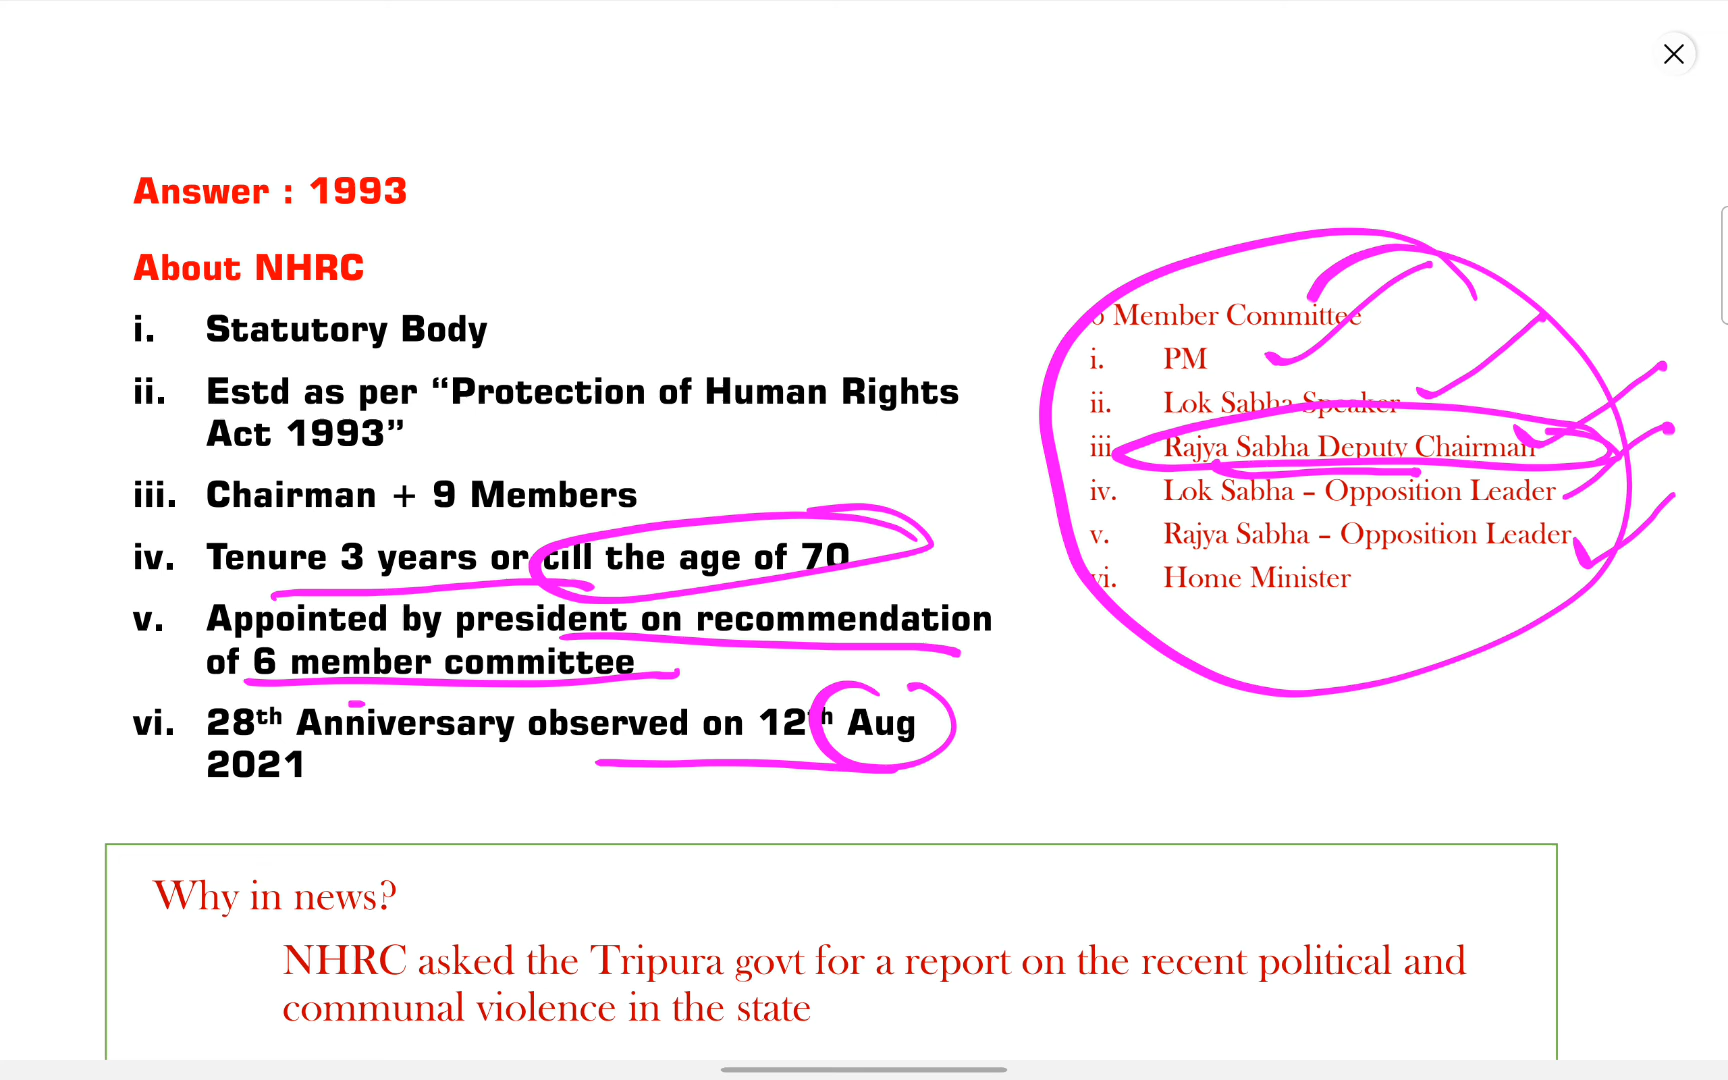 Answer : 1993
About NHRC
i. Statutory Body
ii. Estd as per “Protection of Human Rights
Act 1993”
iii. Chairman + 9 Members
iv. Tenure 3 years or till the age of 70
v. Appointed by president on recommendation
of 6 member committee
vi. 28th Anniversary observed on 12th Aug
2021
6 Member Committee
i. PM
ii. Lok Sabha Speaker
iii. Rajya Sabha Deputy Chairman
iv. Lok Sabha – Opposition Leader
v. Rajya Sabha – Opposition Leader
vi. Home Minister
Why in news?
NHRC asked the Tripura govt for a report on the recent political and
communal violence in the state